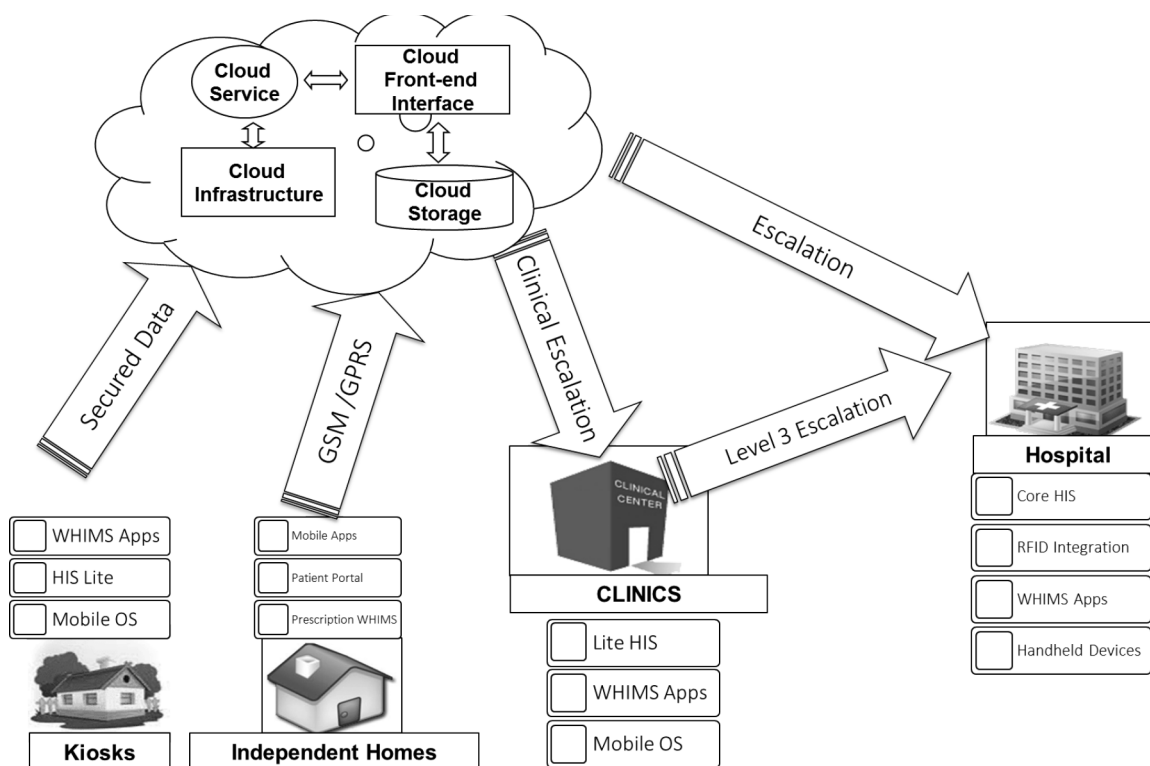 Cloud
Service
Cloud
Front-end
Interface
Cloud
Infrastructure
Cloud
Storage
Secured Data
GSM /GPRS
Clinical Escalation
Escalation
Level 3 Escalation
WHIMS Apps
HIS Lite
Mobile OS
Kiosks
Mobile Apps
Patient Portal
Prescription WHIMS
Independent Homes
CLINICAL
CENTER
CLINICS
Lite HIS
WHIMS Apps
Mobile OS
Hospital
Core HIS
RFID Integration
WHIMS Apps
Handheld Devices